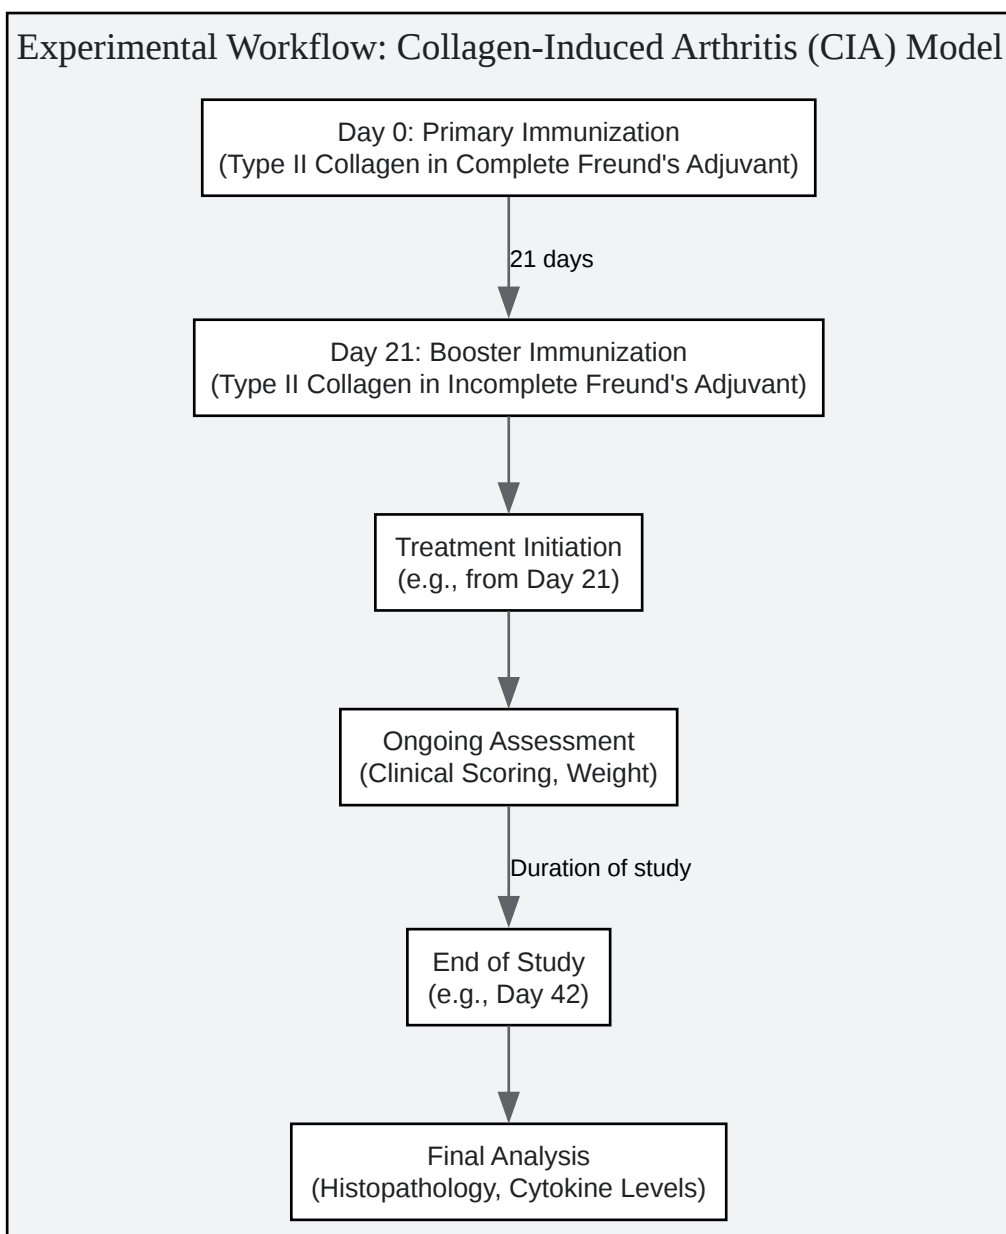 Experimental Workflow: Collagen-Induced Arthritis (CIA) Model
Day 0: Primary Immunization
(Type II Collagen in Complete Freund's Adjuvant)
21 days
Day 21: Booster Immunization
(Type II Collagen in Incomplete Freund's Adjuvant)
Treatment Initiation
(e.g., from Day 21)
Ongoing Assessment
(Clinical Scoring, Weight)
Duration of study
End of Study
(e.g., Day 42)
Final Analysis
(Histopathology, Cytokine Levels)